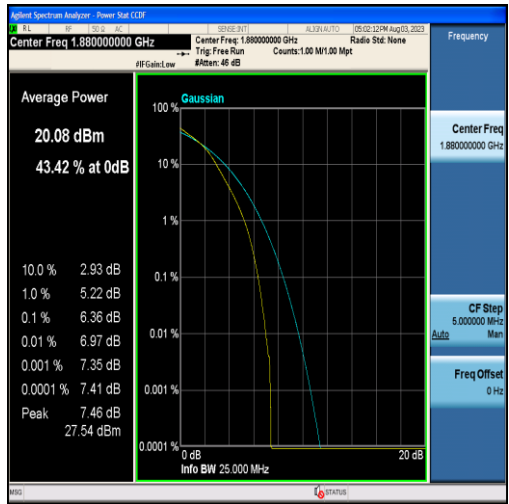 Agilent Spectrum Analyzer - Power Stat CCDF
RL RF 50 Ω AC SENSE:INT ALIGN AUTO 05:02:12 PM Aug 03, 2023
Center Freq 1.880000000 GHz
Center Freq: 1.880000000 GHz Radio Std: None
Trig: Free Run Counts:1.00 M/1.00 Mpt
#IFGain:Low #Atten: 46 dB
Frequency
Average Power
20.08 dBm
43.42 % at 0dB
10.0 % 2.93 dB
1.0 % 5.22 dB
0.1 % 6.36 dB
0.01 % 6.97 dB
0.001 % 7.35 dB
0.0001 % 7.41 dB
Peak 7.46 dB
27.54 dBm
100 % Gaussian
10 %
1 %
0.1 %
0.01 %
0.001 %
0.0001 %
0 dB 20 dB
Info BW 25.000 MHz
Center Freq
1.880000000 GHz
CF Step
5.000000 MHz
Auto Man
Freq Offset
0 Hz
MSG STATUS